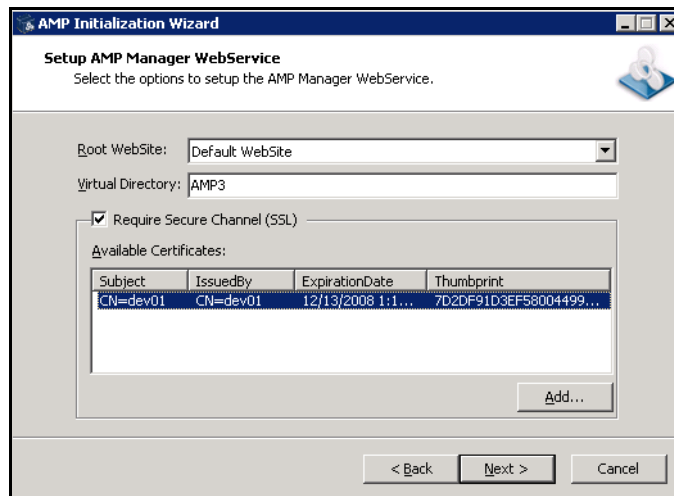 AMP Initialization Wizard
Setup AMP Manager WebService
Select the options to setup the AMP Manager WebService.
Root WebSite: Default WebSite
Virtual Directory: AMP3
Require Secure Channel (SSL)
Available Certificates:
Subject IssuedBy ExpirationDate Thumbprint
CN=dev01 CN=dev01 12/13/2008 1:1... 7D2DF91D3EF58004499...
Add...
< Back Next > Cancel